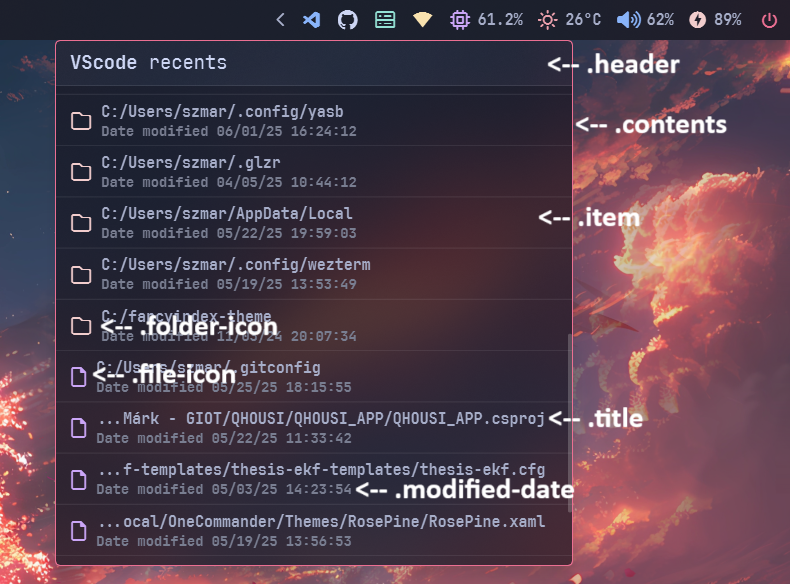 61.2% 26°C 62% 89%
VScode recents
<-- .header
C:/Users/szmar/.config/yasb
Date modified 06/01/25 16:24:12
<-- .contents
C:/Users/szmar/.glzr
Date modified 04/05/25 10:44:12
C:/Users/szmar/AppData/Local
Date modified 05/22/25 19:59:03
<-- .item
C:/Users/szmar/.config/wezterm
Date modified 05/19/25 13:53:49
C:/fancyindex-theme
Date modified 11/03/24 20:07:34
<-- .folder-icon
C:/Users/szmar/.gitconfig
Date modified 05/25/25 18:15:55
<-- .file-icon
...Márk - GIOT/QHOUSI/QHOUSI_APP/QHOUSI_APP.csproj
Date modified 05/22/25 11:33:42
<-- .title
...f-templates/thesis-ekf-templates/thesis-ekf.cfg
Date modified 05/03/25 14:23:54
<-- .modified-date
...ocal/OneCommander/Themes/RosePine/RosePine.xaml
Date modified 05/19/25 13:56:53